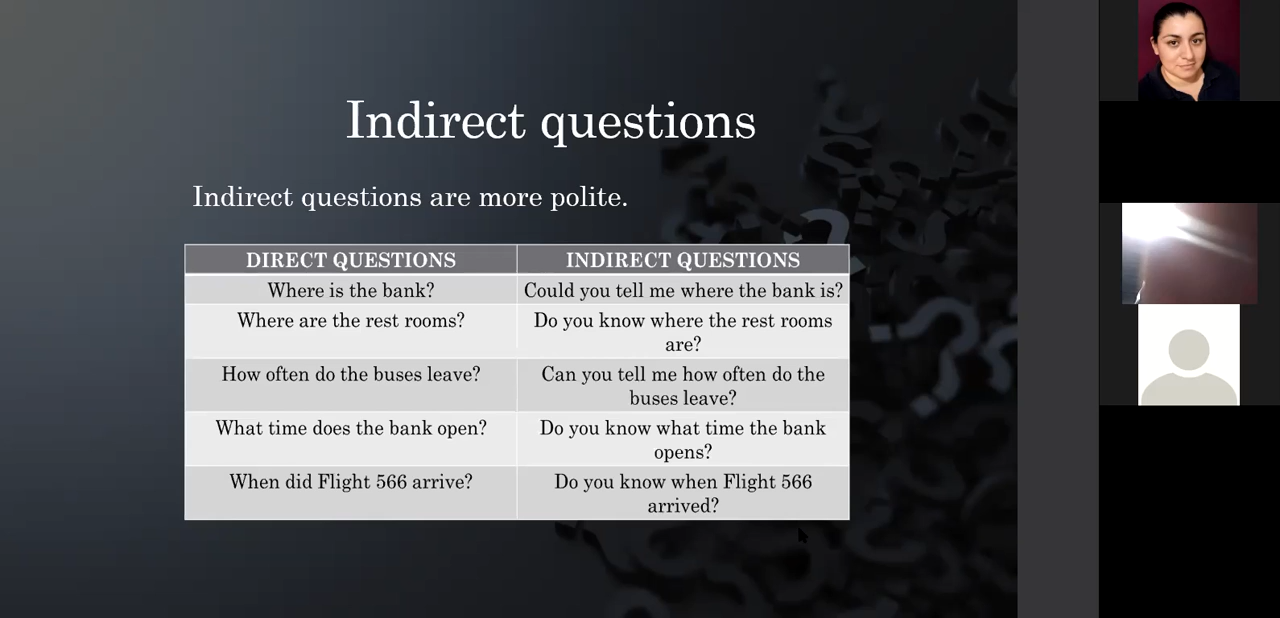 Indirect questions
Indirect questions are more polite.
DIRECT QUESTIONS
INDIRECT QUESTIONS
Where is the bank?
Could you tell me where the bank is?
Where are the rest rooms?
Do you know where the rest rooms
are?
How often do the buses leave?
Can you tell me how often do the
buses leave?
What time does the bank open?
Do you know what time the bank
opens?
When did Flight 566 arrive?
Do you know when Flight 566
arrived?